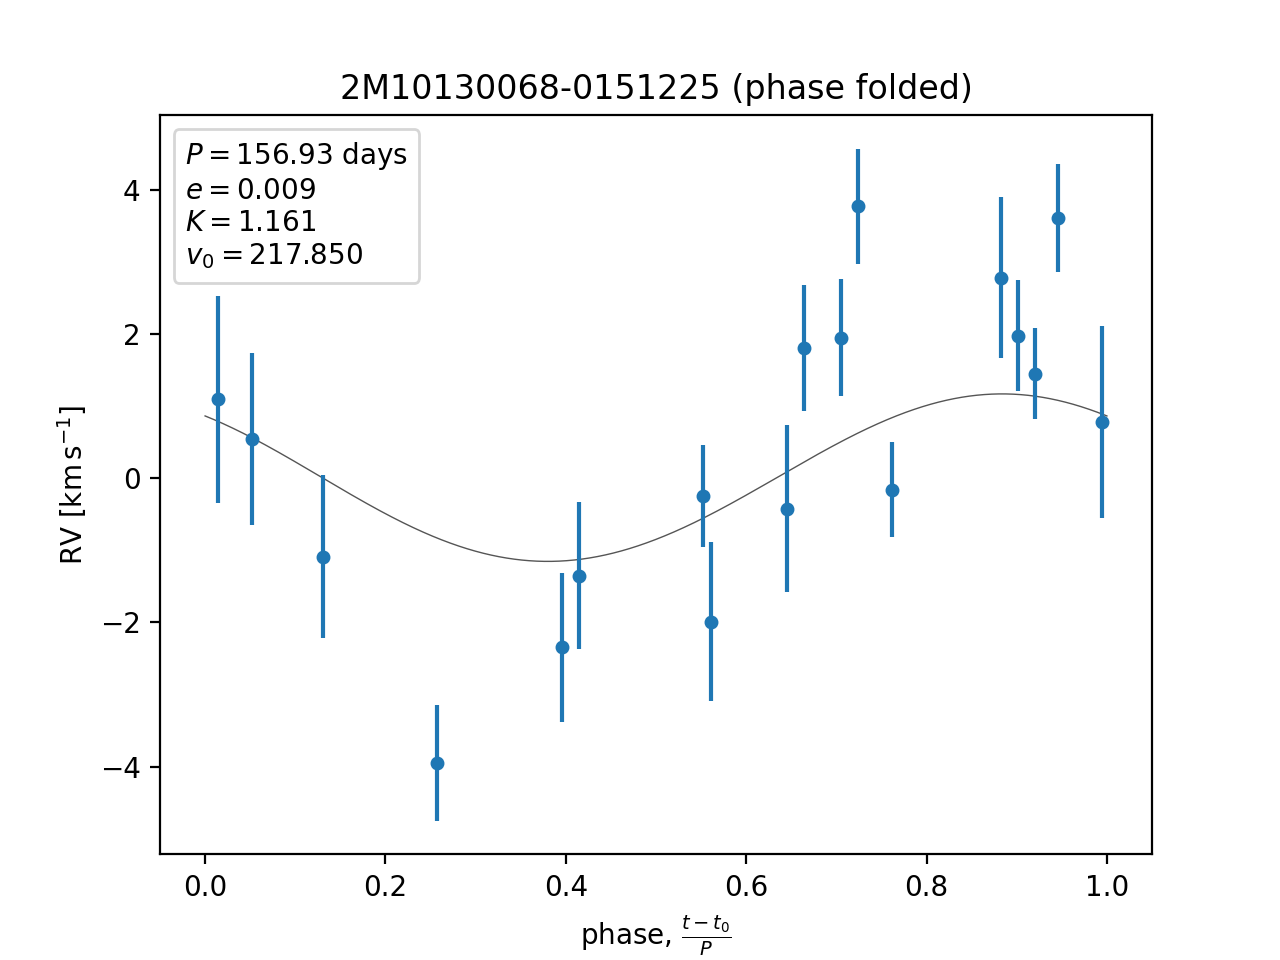 2M10130068-0151225 (phase folded)
P = 156.93 days
e = 0.009
K = 1.161
v₀ = 217.850
4
2
0
−2
−4
RV [km s⁻¹]
0.0 0.2 0.4 0.6 0.8 1.0
phase, (t − t₀)/P